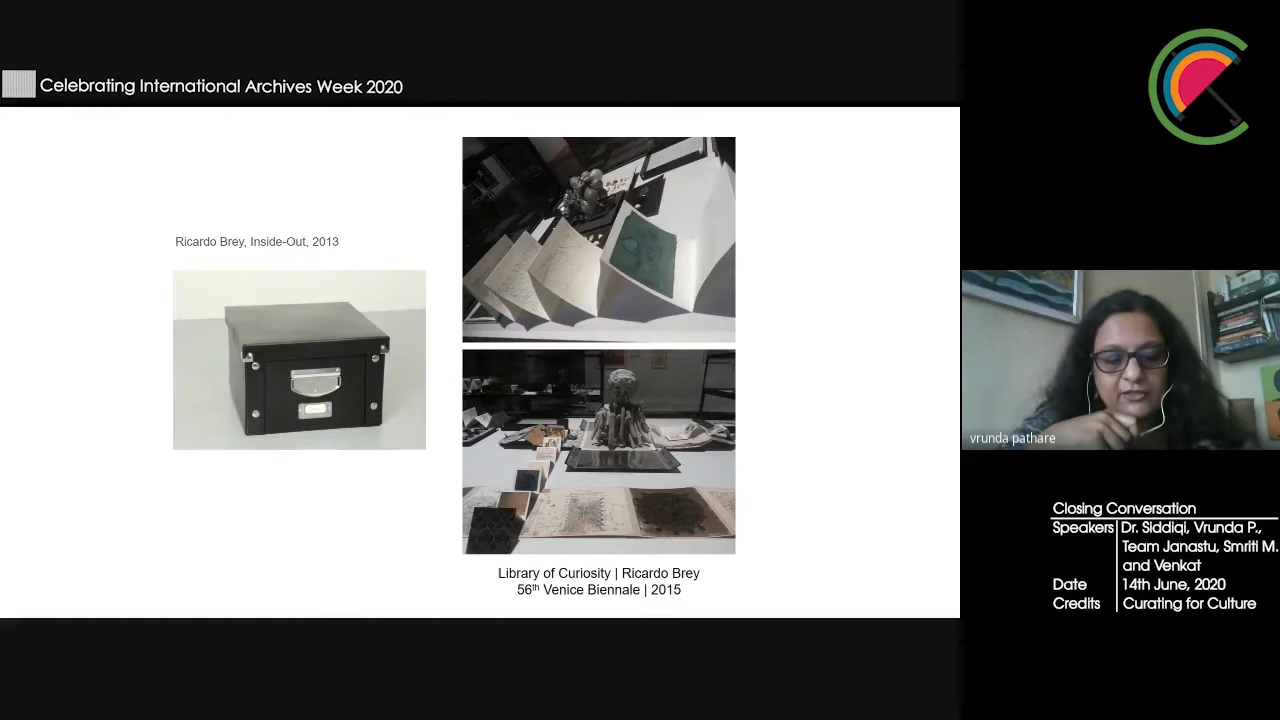 Celebrating International Archives Week 2020
Ricardo Brey, Inside-Out, 2013
Library of Curiosity | Ricardo Brey
56th Venice Biennale | 2015
vrunda pathare
Closing Conversation
Speakers Dr. Siddiqi, Vrunda P.,
Team Janastu, Smriti M.
and Venkat
Date 14th June, 2020
Credits Curating for Culture